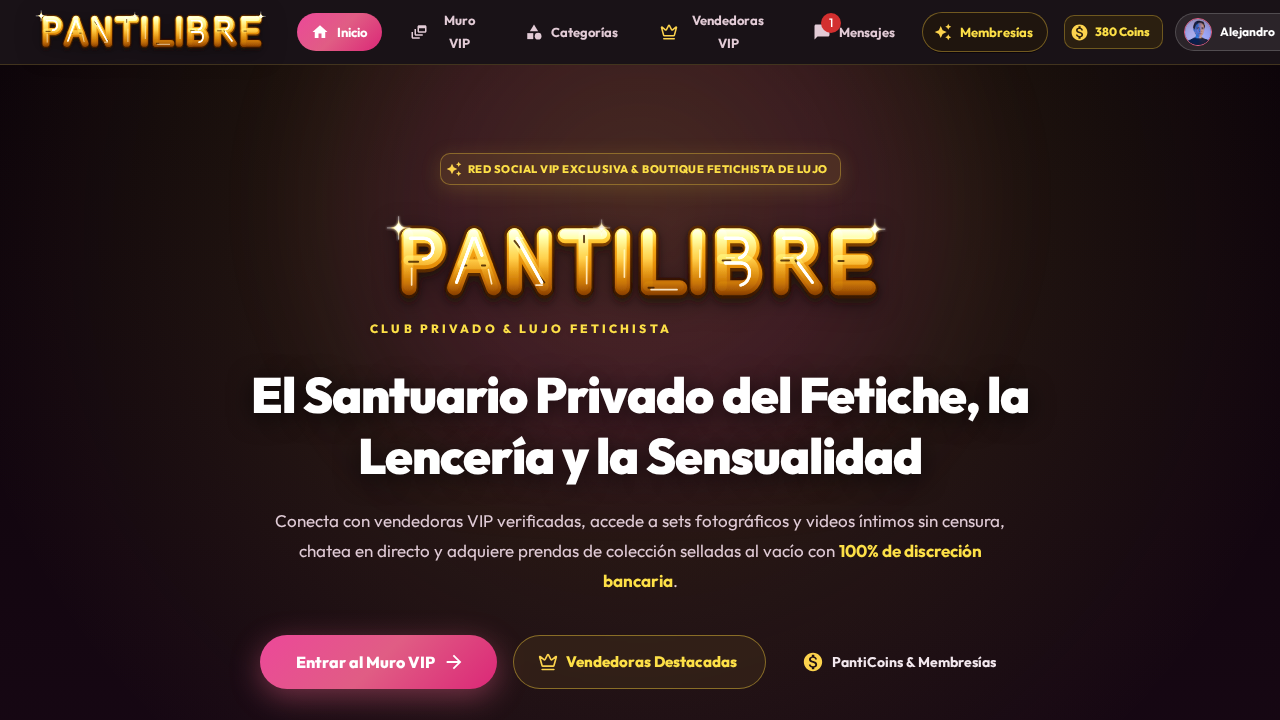 PANTILIBRE
Inicio
Muro
VIP
Categorías
Vendedoras
VIP
1
Mensajes
Membresías
380 Coins
Alejandro
RED SOCIAL VIP EXCLUSIVA & BOUTIQUE FETICHISTA DE LUJO
PANTILIBRE
CLUB PRIVADO & LUJO FETICHISTA
El Santuario Privado del Fetiche, la
Lencería y la Sensualidad
Conecta con vendedoras VIP verificadas, accede a sets fotográficos y videos íntimos sin censura,
chatea en directo y adquiere prendas de colección selladas al vacío con 100% de discreción
bancaria.
Entrar al Muro VIP
Vendedoras Destacadas
PantiCoins & Membresías